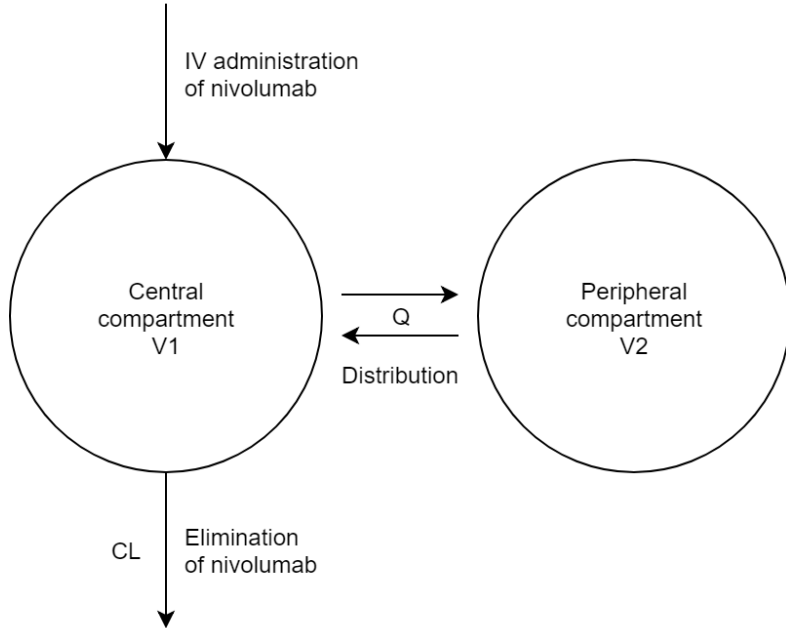 IV administration
of nivolumab
Central
compartment
V1
Q
Distribution
Peripheral
compartment
V2
CL
Elimination
of nivolumab